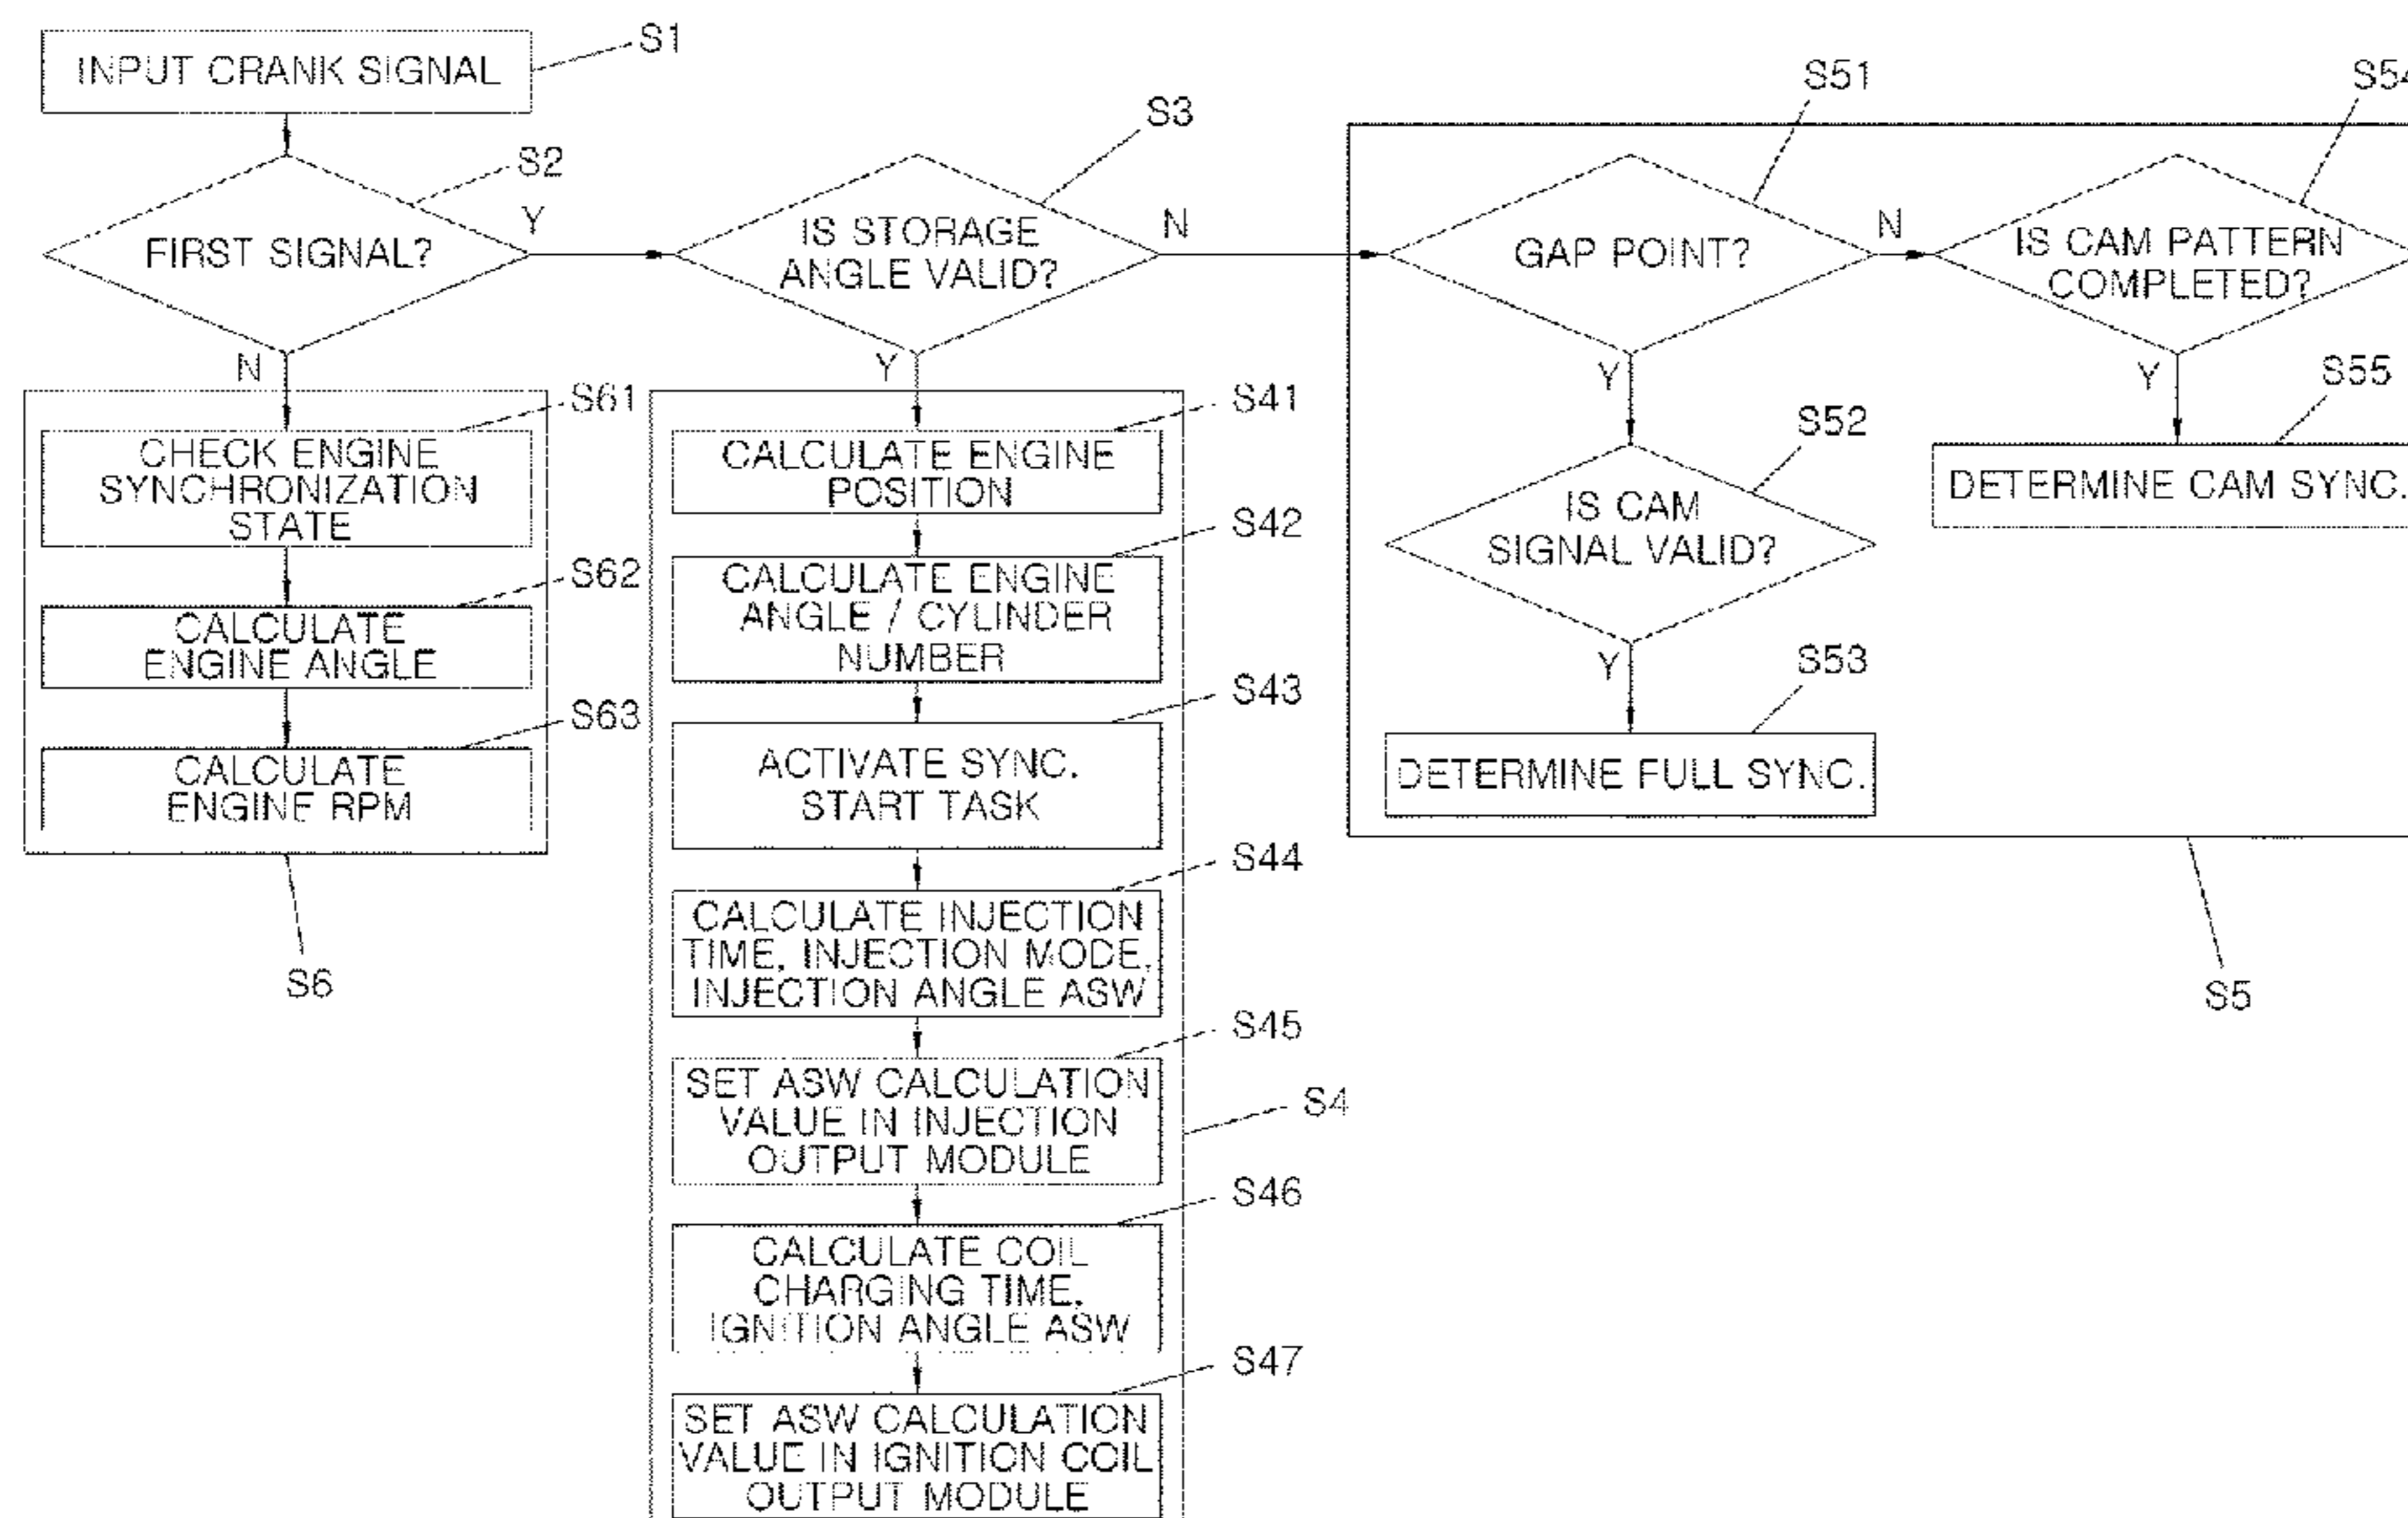 INPUT CRANK SIGNAL
S1
S2
FIRST SIGNAL?
Y
N
S3
IS STORAGE
ANGLE VALID?
N
Y
S61
CHECK ENGINE
SYNCHRONIZATION
STATE
S62
CALCULATE
ENGINE ANGLE
S63
CALCULATE
ENGINE RPM
S6
S41
CALCULATE ENGINE
POSITION
S42
CALCULATE ENGINE
ANGLE / CYLINDER
NUMBER
S43
ACTIVATE SYNC.
START TASK
S44
CALCULATE INJECTION
TIME, INJECTION MODE,
INJECTION ANGLE ASW
S45
SET ASW CALCULATION
VALUE IN INJECTION
OUTPUT MODULE
S4
S46
CALCULATE COIL
CHARGING TIME,
IGNITION ANGLE ASW
S47
SET ASW CALCULATION
VALUE IN IGNITION COIL
OUTPUT MODULE
S51
GAP POINT?
N
Y
S54
IS CAM PATTERN
COMPLETED?
Y
S55
DETERMINE CAM SYNC.
S52
IS CAM
SIGNAL VALID?
Y
S53
DETERMINE FULL SYNC.
S5